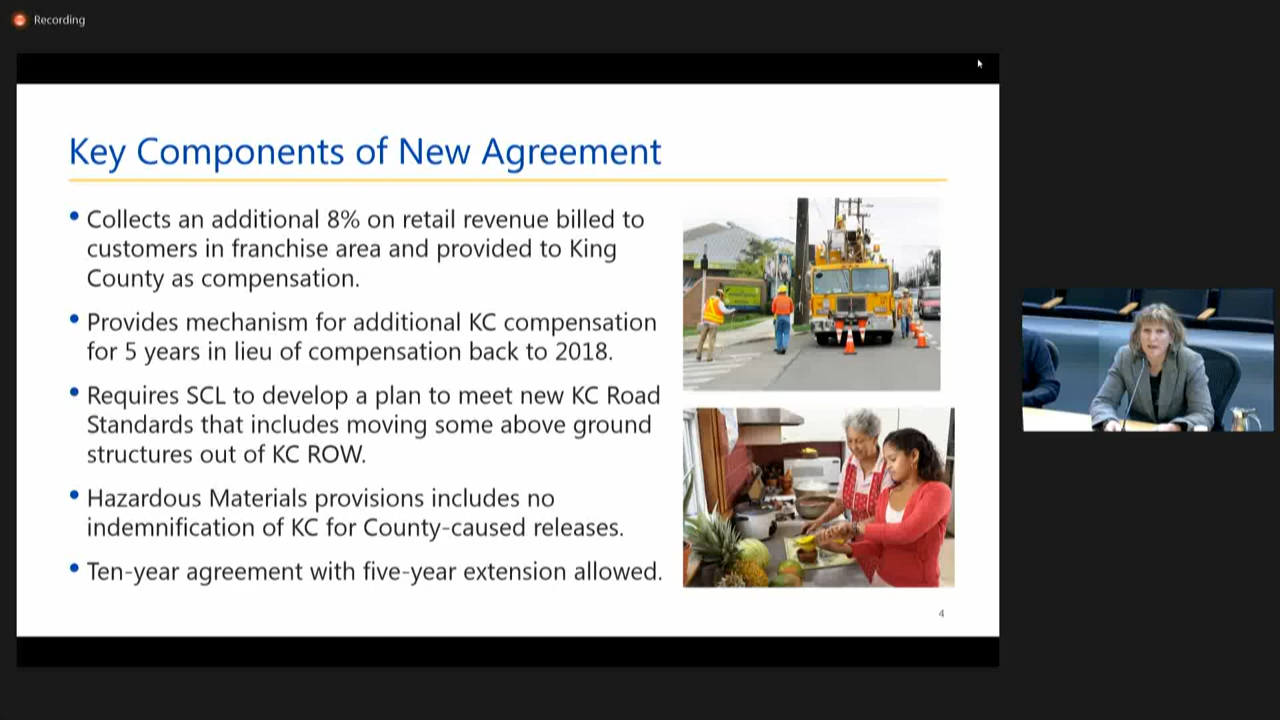 Recording
Key Components of New Agreement
• Collects an additional 8% on retail revenue billed to
customers in franchise area and provided to King
County as compensation.
• Provides mechanism for additional KC compensation
for 5 years in lieu of compensation back to 2018.
• Requires SCL to develop a plan to meet new KC Road
Standards that includes moving some above ground
structures out of KC ROW.
• Hazardous Materials provisions includes no
indemnification of KC for County-caused releases.
• Ten-year agreement with five-year extension allowed.
4